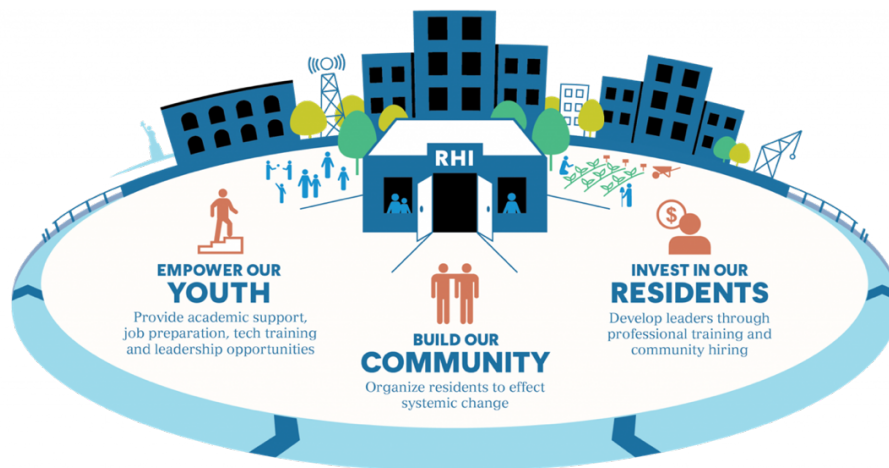 RHI
EMPOWER OUR
YOUTH
Provide academic support,
job preparation, tech training
and leadership opportunities
BUILD OUR
COMMUNITY
Organize residents to effect
systemic change
$
INVEST IN OUR
RESIDENTS
Develop leaders through
professional training and
community hiring